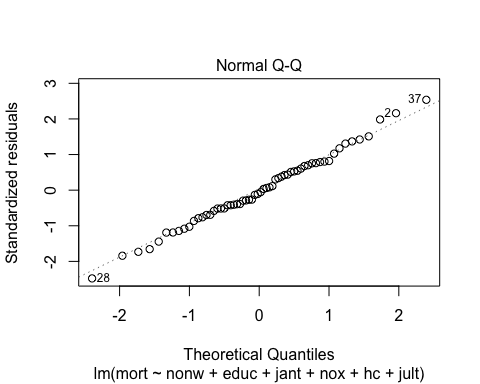 Normal Q-Q
3
2
1
0
-1
-2
Standardized residuals
37
2
28
-2 -1 0 1 2
Theoretical Quantiles
lm(mort ~ nonw + educ + jant + nox + hc + jult)